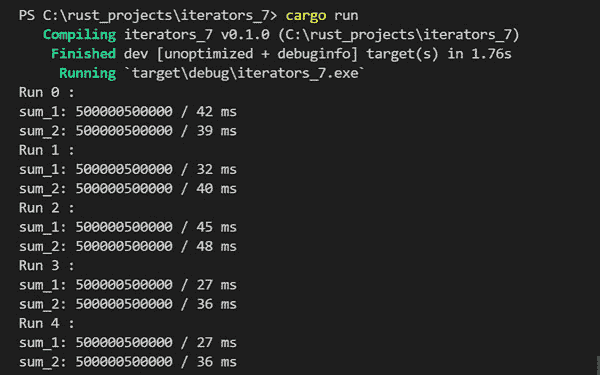 PS C:\rust_projects\iterators_7> cargo run
Compiling iterators_7 v0.1.0 (C:\rust_projects\iterators_7)
Finished dev [unoptimized + debuginfo] target(s) in 1.76s
Running `target\debug\iterators_7.exe`
Run 0 :
sum_1: 500000500000 / 42 ms
sum_2: 500000500000 / 39 ms
Run 1 :
sum_1: 500000500000 / 32 ms
sum_2: 500000500000 / 40 ms
Run 2 :
sum_1: 500000500000 / 45 ms
sum_2: 500000500000 / 48 ms
Run 3 :
sum_1: 500000500000 / 27 ms
sum_2: 500000500000 / 36 ms
Run 4 :
sum_1: 500000500000 / 27 ms
sum_2: 500000500000 / 36 ms